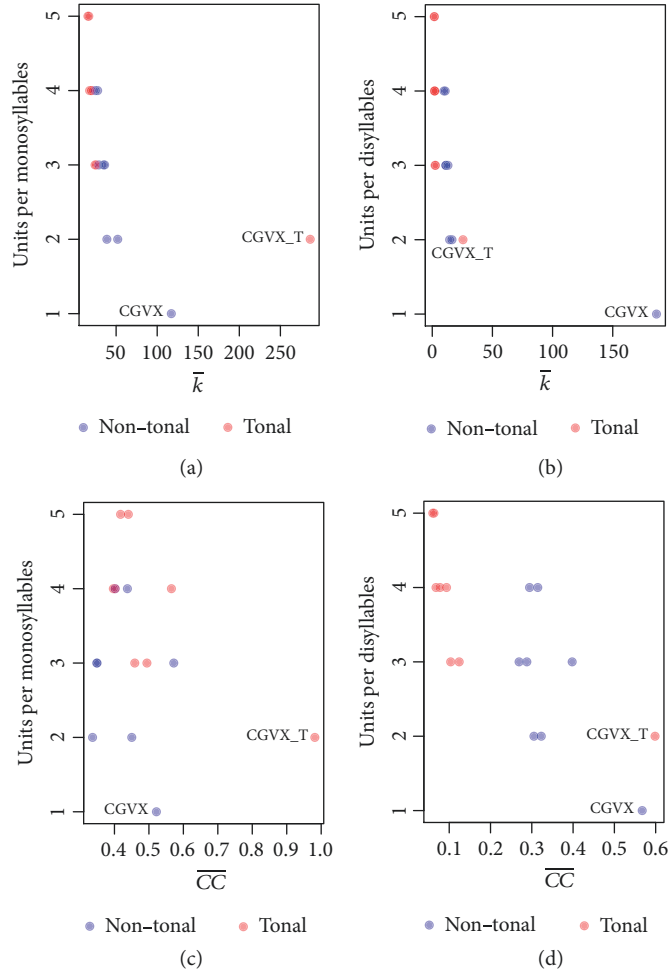 5
4
3
2
1
Units per monosyllables
CGVX_T
CGVX
50 100 150 200 250
k̅
Non–tonal Tonal
(a)
5
4
3
2
1
Units per disyllables
CGVX_T
CGVX
0 50 100 150
k̅
Non–tonal Tonal
(b)
5
4
3
2
1
Units per monosyllables
CGVX_T
CGVX
0.4 0.5 0.6 0.7 0.8 0.9 1.0
C̅C̅
Non–tonal Tonal
(c)
5
4
3
2
1
Units per disyllables
CGVX_T
CGVX
0.1 0.2 0.3 0.4 0.5 0.6
C̅C̅
Non–tonal Tonal
(d)